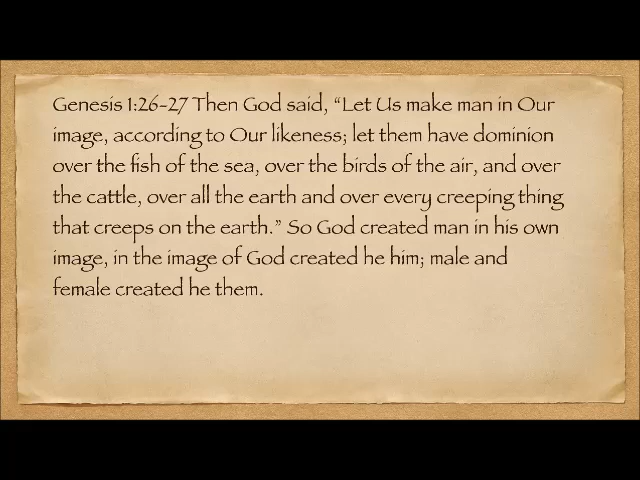 Genesis 1:26-27 Then God said, “Let Us make man in Our
image, according to Our likeness; let them have dominion
over the fish of the sea, over the birds of the air, and over
the cattle, over all the earth and over every creeping thing
that creeps on the earth.” So God created man in his own
image, in the image of God created he him; male and
female created he them.